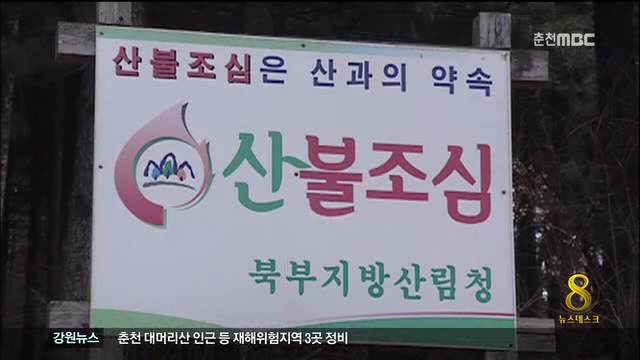 춘천MBC
산불조심은 산과의 약속
산불조심
북부지방산림청
8
뉴스데스크
강원뉴스 춘천 대머리산 인근 등 재해위험지역 3곳 정비